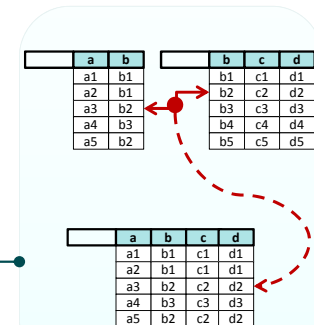 a b
a1 b1
a2 b1
a3 b2
a4 b3
a5 b2
b c d
b1 c1 d1
b2 c2 d2
b3 c3 d3
b4 c4 d4
b5 c5 d5
a b c d
a1 b1 c1 d1
a2 b1 c1 d1
a3 b2 c2 d2
a4 b3 c3 d3
a5 b2 c2 d2